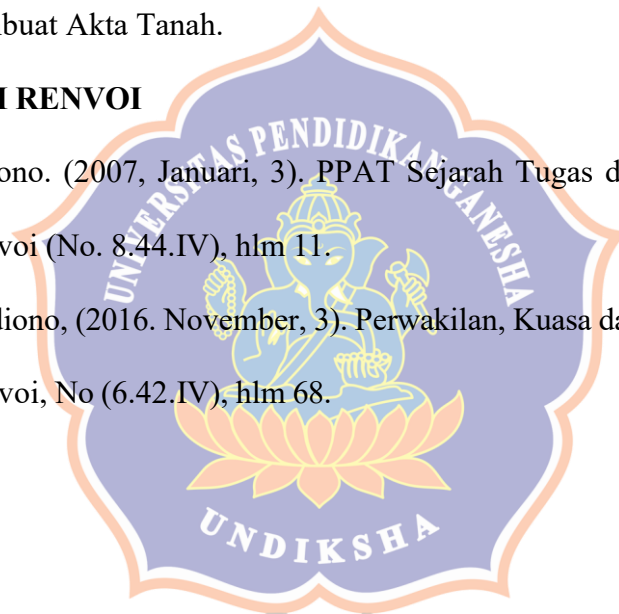 buat Akta Tanah.
I RENVOI
ono. (2007, Januari, 3). PPAT Sejarah Tugas d
voi (No. 8.44.IV), hlm 11.
diono, (2016. November, 3). Perwakilan, Kuasa da
voi, No (6.42.IV), hlm 68.
UNIVERSITAS PENDIDIKAN GANESHA
UNDIKSHA